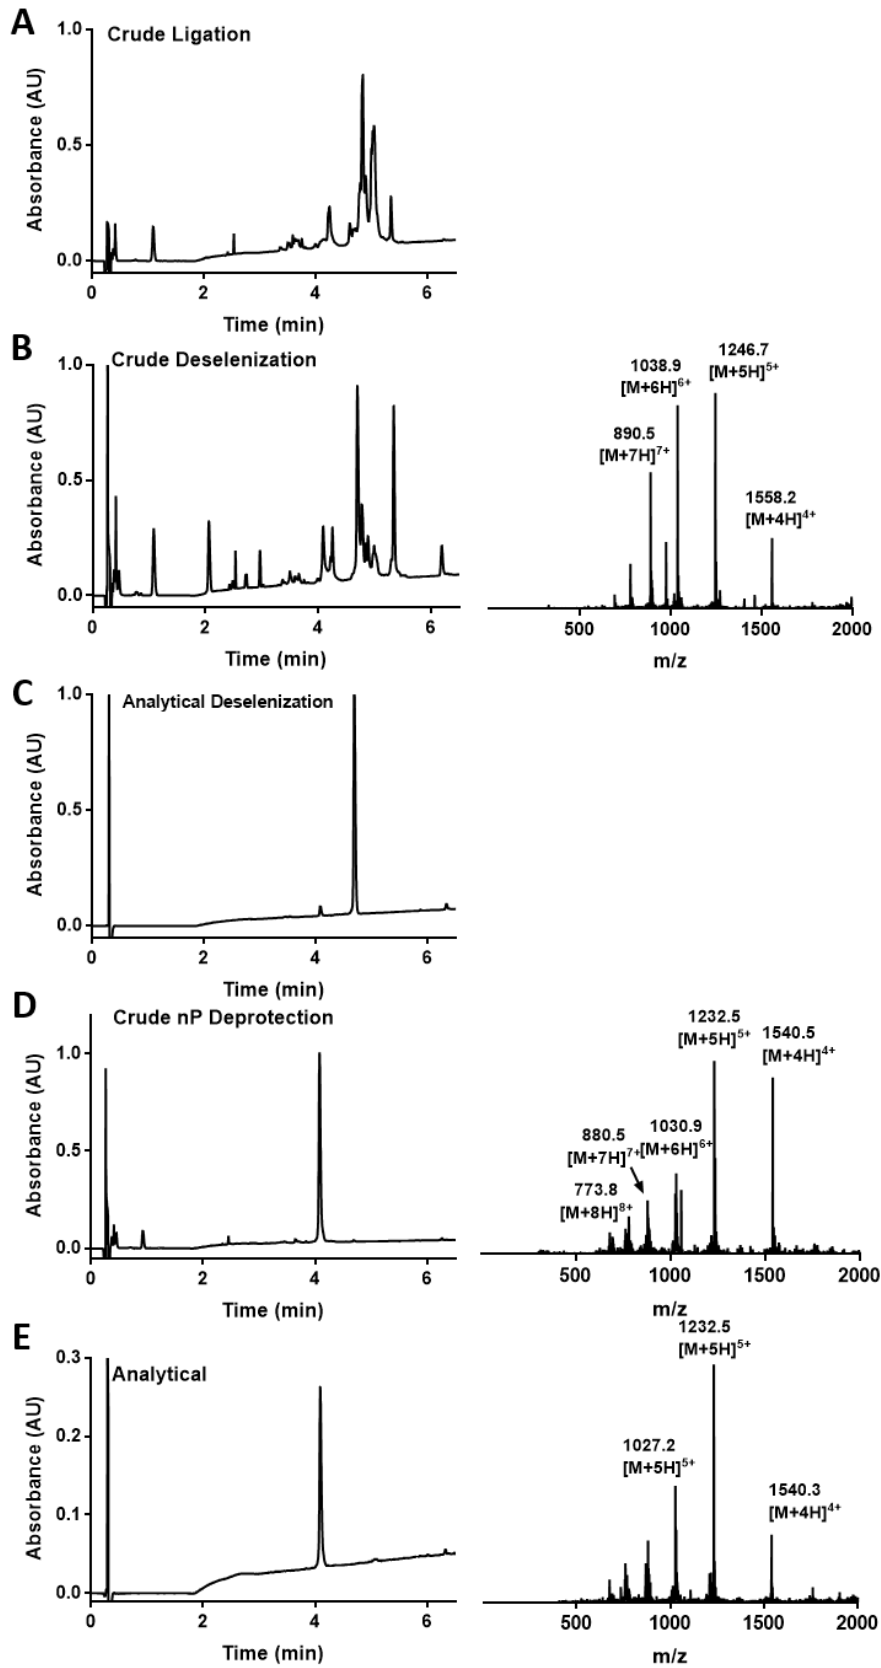 A
Crude Ligation
1.0
0.5
0.0
Absorbance (AU)
0 2 4 6
Time (min)
B
Crude Deselenization
1.0
0.5
0.0
Absorbance (AU)
0 2 4 6
Time (min)
1246.7
[M+5H]5+
1038.9
[M+6H]6+
890.5
[M+7H]7+
1558.2
[M+4H]4+
500 1000 1500 2000
m/z
C
Analytical Deselenization
1.0
0.5
0.0
Absorbance (AU)
0 2 4 6
Time (min)
D
Crude nP Deprotection
1.0
0.5
0.0
Absorbance (AU)
0 2 4 6
Time (min)
1232.5
[M+5H]5+
1540.5
[M+4H]4+
1030.9
[M+6H]6+
880.5
[M+7H]7+
773.8
[M+8H]8+
500 1000 1500 2000
m/z
E
Analytical
0.3
0.2
0.1
0.0
Absorbance (AU)
0 2 4 6
Time (min)
1232.5
[M+5H]5+
1027.2
[M+5H]5+
1540.3
[M+4H]4+
500 1000 1500 2000
m/z